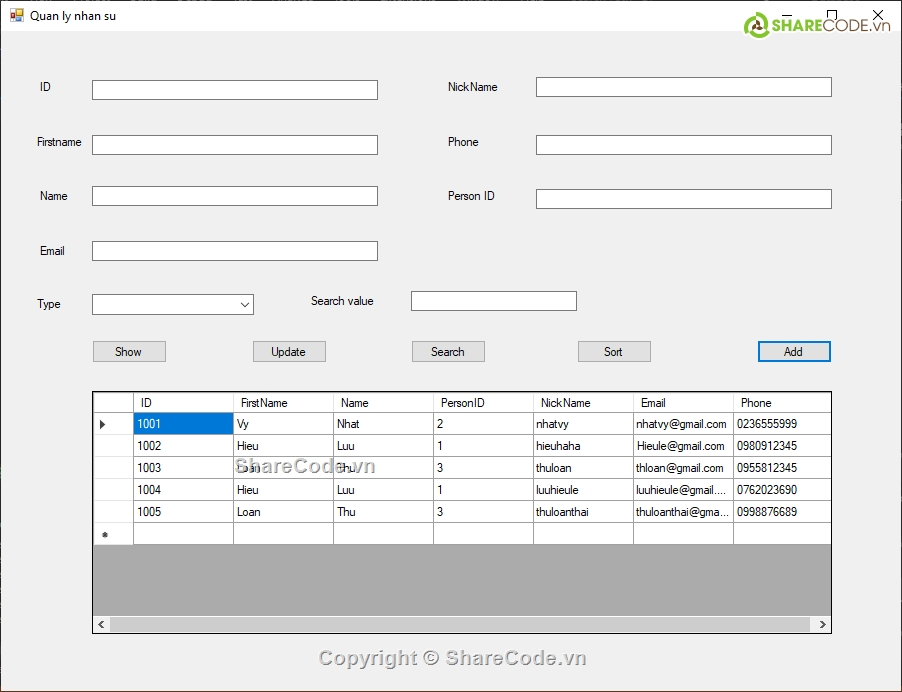 Quan ly nhan su
SHARECODE.vn
ID
NickName
Firstname
Phone
Name
Person ID
Email
Type
Search value
Show Update Search Sort Add
ID FirstName Name PersonID NickName Email Phone
1001 Vy Nhat 2 nhatvy nhatvy@gmail.com 0236555999
1002 Hieu Luu 1 hieuhaha Hieule@gmail.com 0980912345
1003 Loan Thu 3 thuloan thloan@gmail.com 0955812345
ShareCode.vn
1004 Hieu Luu 1 luuhieule luuhieule@gmail.... 0762023690
1005 Loan Thu 3 thuloanthai thuloanthai@gma... 0998876689
Copyright © ShareCode.vn